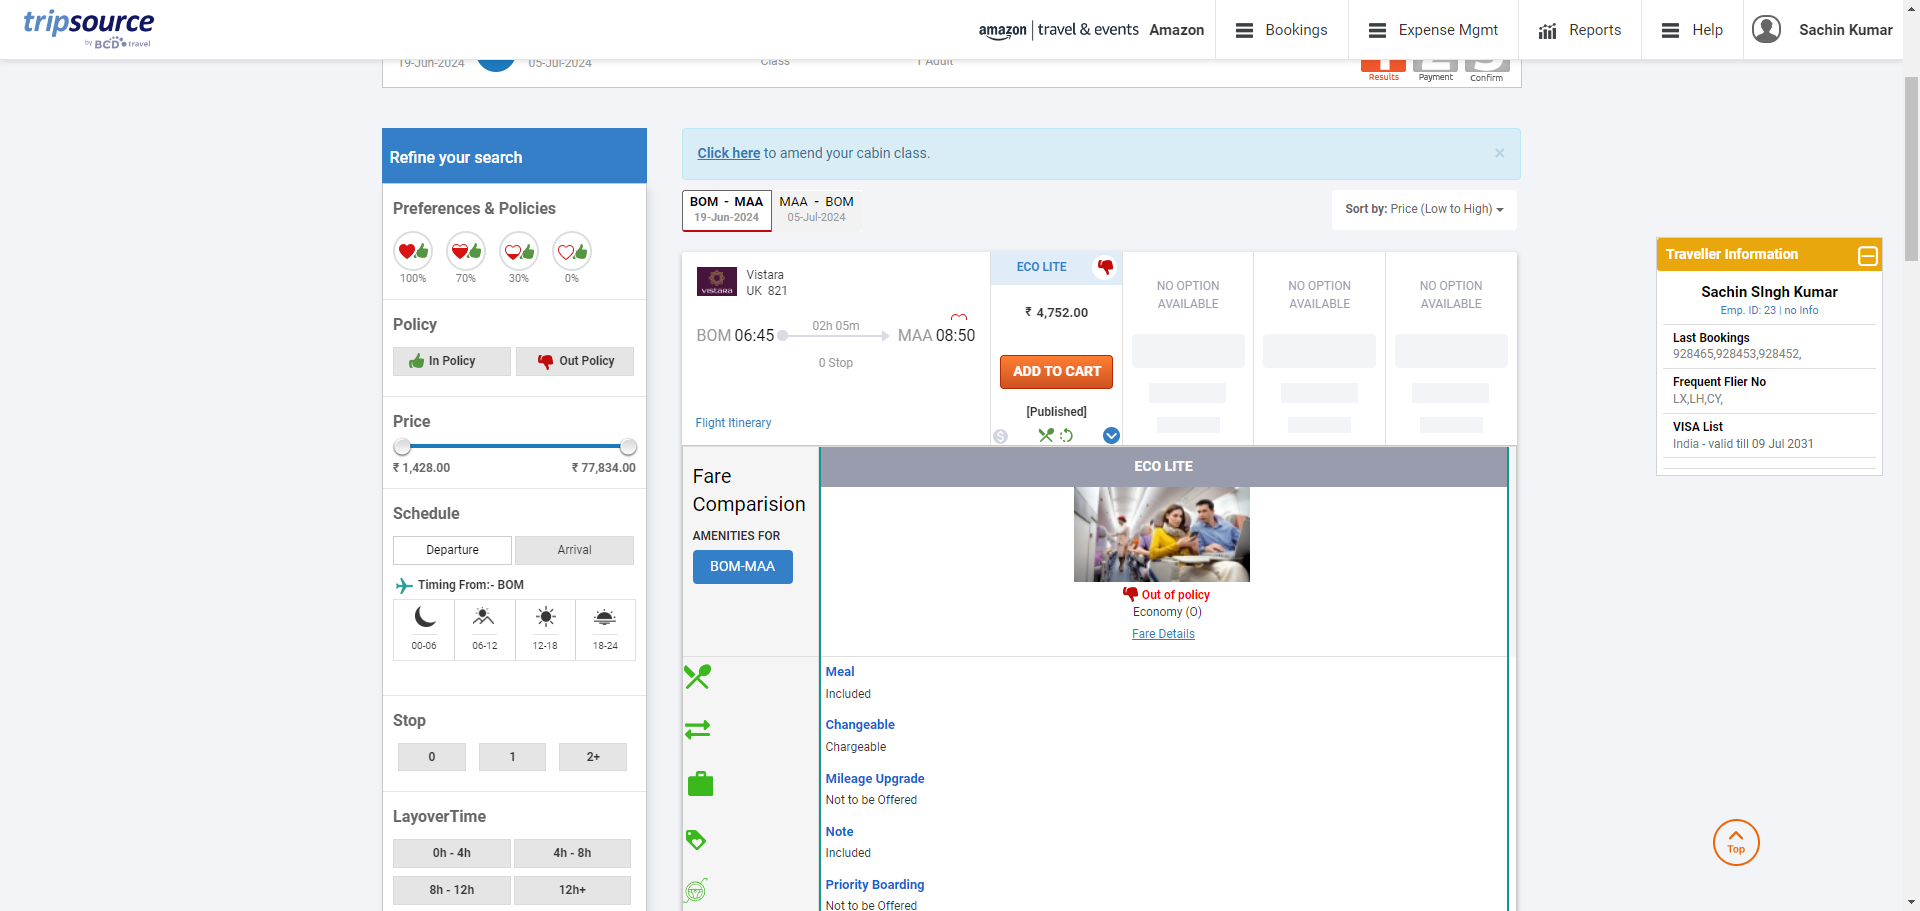 tripsource
by BCD travel
amazon | travel & events Amazon
Bookings
Expense Mgmt
Reports
Help
Sachin Kumar
19-Jun-2024
05-Jul-2024
Class
1 Adult
Results
Payment
Confirm
Refine your search
Preferences & Policies
100%
70%
30%
0%
Policy
In Policy
Out Policy
Price
₹ 1,428.00
₹ 77,834.00
Schedule
Departure
Arrival
Timing From:- BOM
00-06
06-12
12-18
18-24
Stop
0
1
2+
LayoverTime
0h - 4h
4h - 8h
8h - 12h
12h+
Click here to amend your cabin class.
×
BOM - MAA
19-Jun-2024
MAA - BOM
05-Jul-2024
Sort by: Price (Low to High)
VISTARA
Vistara
UK 821
BOM 06:45
02h 05m
MAA 08:50
0 Stop
Flight Itinerary
ECO LITE
₹ 4,752.00
ADD TO CART
[Published]
NO OPTION
AVAILABLE
NO OPTION
AVAILABLE
NO OPTION
AVAILABLE
Fare
Comparision
AMENITIES FOR
BOM-MAA
ECO LITE
Out of policy
Economy (O)
Fare Details
Meal
Included
Changeable
Chargeable
Mileage Upgrade
Not to be Offered
Note
Included
Priority Boarding
Not to be Offered
Traveller Information
Sachin SIngh Kumar
Emp. ID: 23 | no Info
Last Bookings
928465,928453,928452,
Frequent Flier No
LX,LH,CY,
VISA List
India - valid till 09 Jul 2031
Top